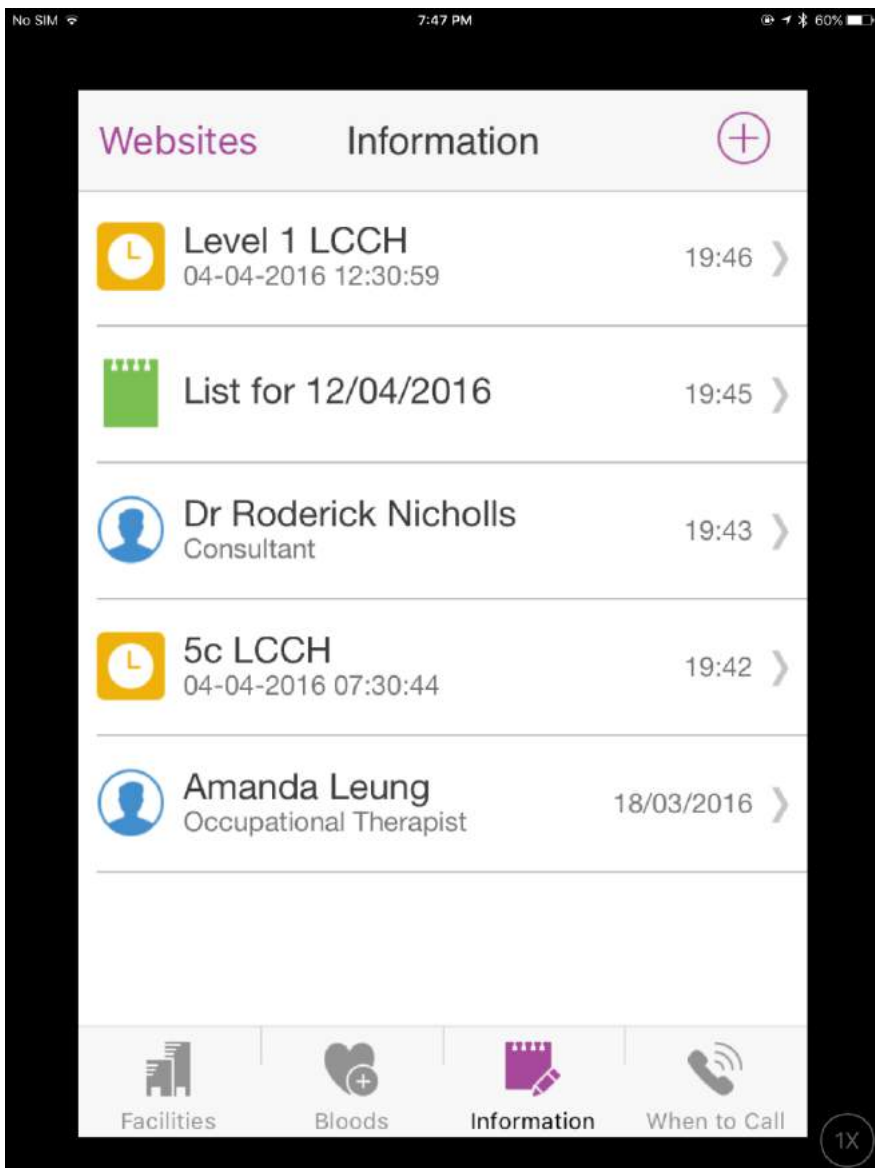 No SIM 7:47 PM 60%
Websites Information
Level 1 LCCH
04-04-2016 12:30:59
19:46
List for 12/04/2016
19:45
Dr Roderick Nicholls
Consultant
19:43
5c LCCH
04-04-2016 07:30:44
19:42
Amanda Leung
Occupational Therapist
18/03/2016
Facilities Bloods Information When to Call
1X